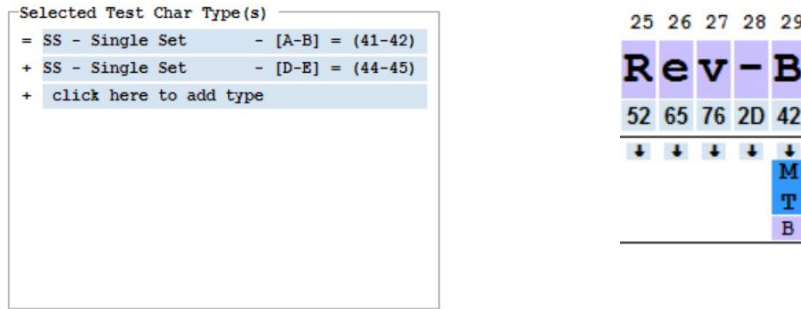 Selected Test Char Type(s)
= SS - Single Set - [A-B] = (41-42)
+ SS - Single Set - [D-E] = (44-45)
+ click here to add type
25 26 27 28 29
Rev-B
52 65 76 2D 42
↓ ↓ ↓ ↓ ↓
M
T
B